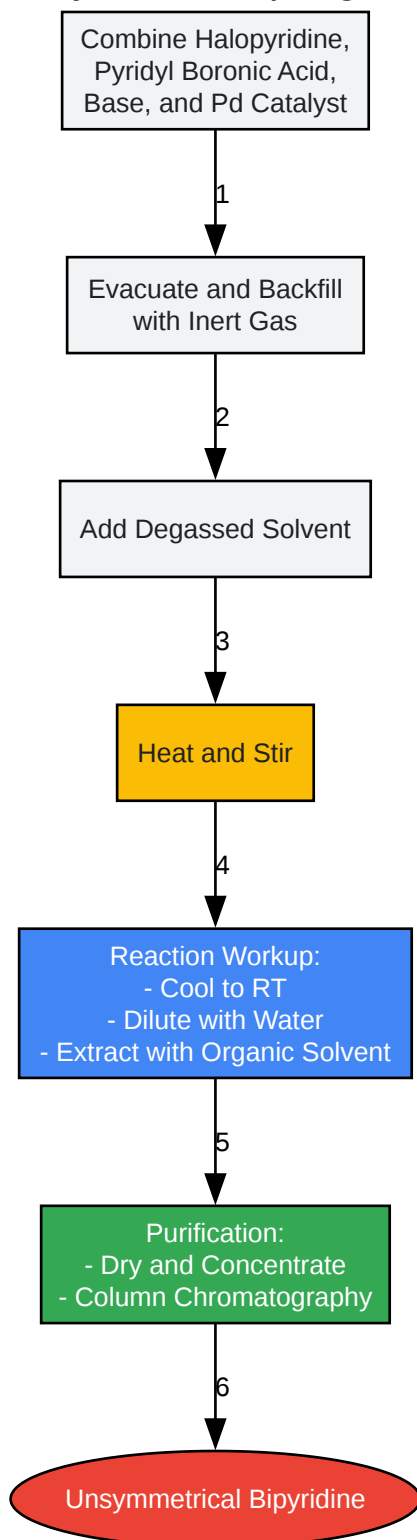 Combine Halopyridine,
Pyridyl Boronic Acid,
Base, and Pd Catalyst
1
Evacuate and Backfill
with Inert Gas
2
Add Degassed Solvent
3
Heat and Stir
4
Reaction Workup:
- Cool to RT
- Dilute with Water
- Extract with Organic Solvent
5
Purification:
- Dry and Concentrate
- Column Chromatography
6
Unsymmetrical Bipyridine